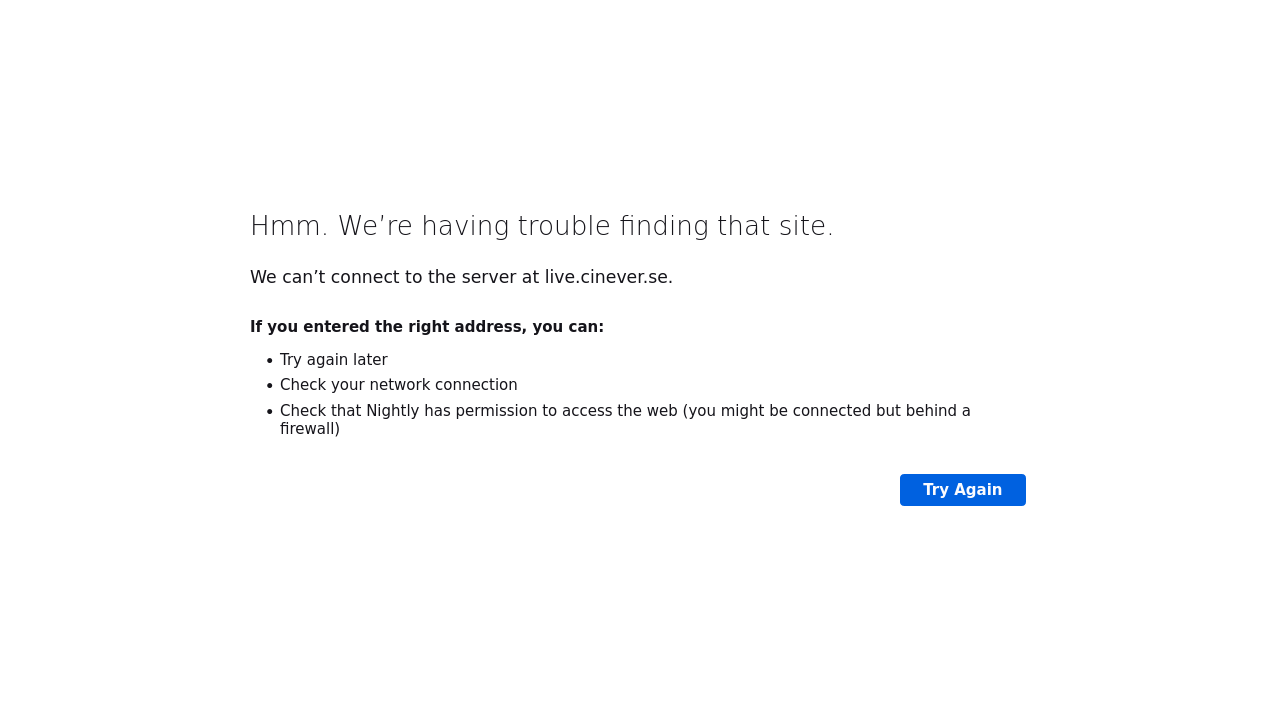 Hmm. We’re having trouble finding that site.
We can’t connect to the server at live.cinever.se.
If you entered the right address, you can:
• Try again later
• Check your network connection
• Check that Nightly has permission to access the web (you might be connected but behind a
firewall)
Try Again